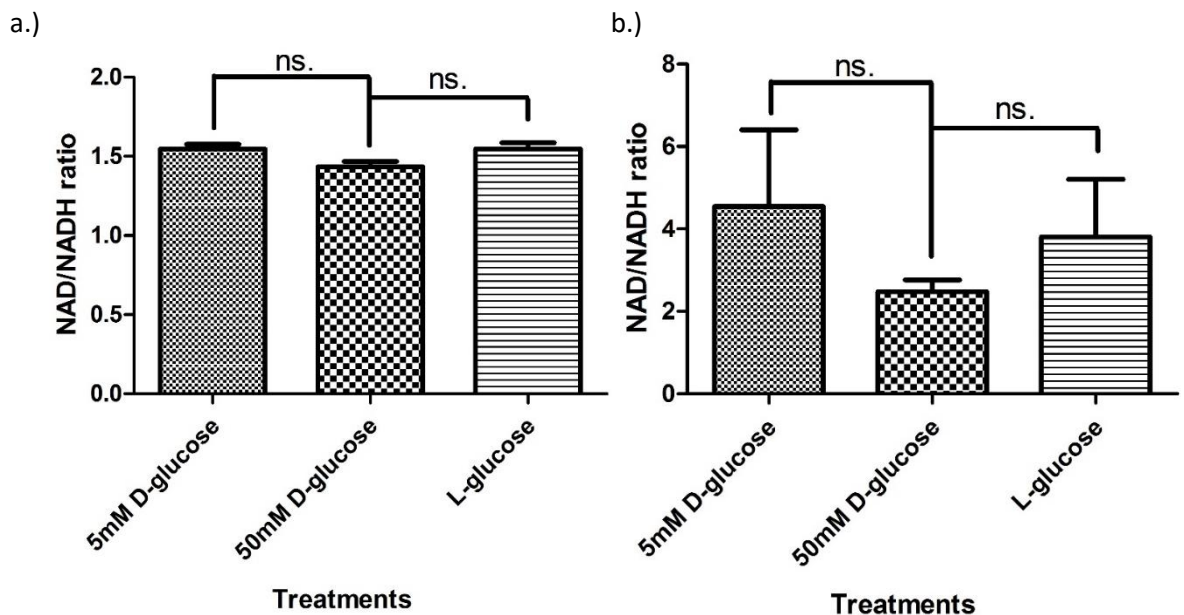 a.)
NAD/NADH ratio
2.0
1.5
1.0
0.5
0.0
ns.
ns.
5mM D-glucose
50mM D-glucose
L-glucose
Treatments
b.)
NAD/NADH ratio
8
6
4
2
0
ns.
ns.
5mM D-glucose
50mM D-glucose
L-glucose
Treatments